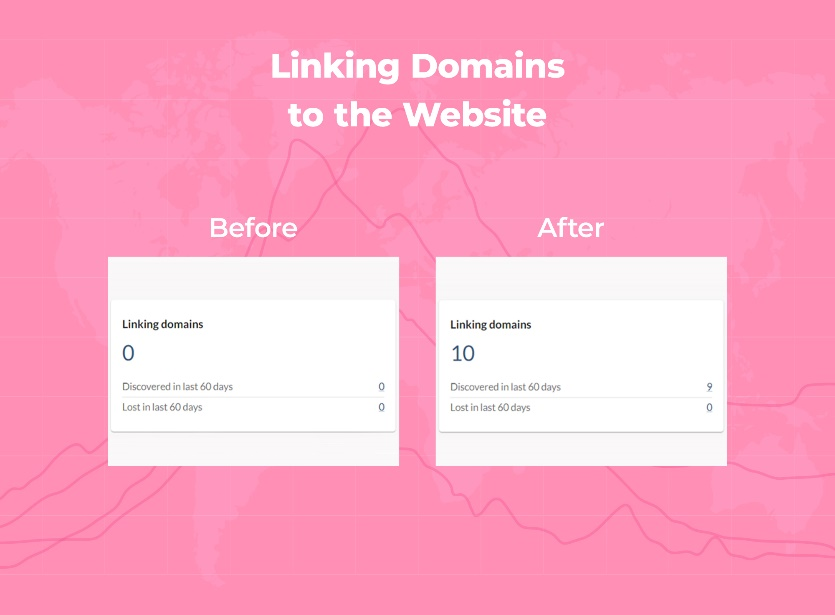 Linking Domains
to the Website
Before
Linking domains
0
Discovered in last 60 days 0
Lost in last 60 days 0
After
Linking domains
10
Discovered in last 60 days 9
Lost in last 60 days 0